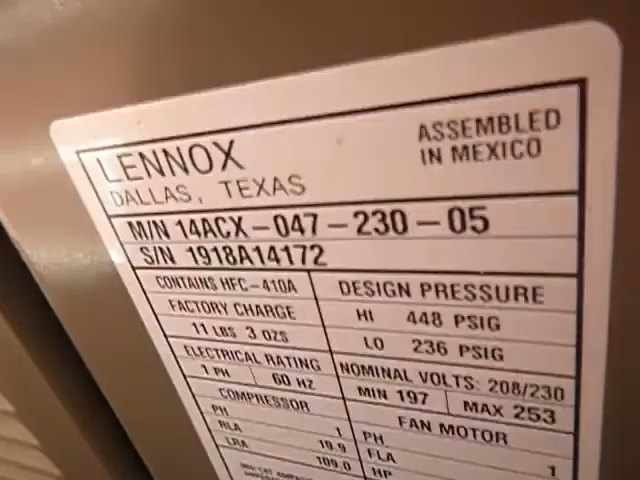 LENNOX
DALLAS, TEXAS
ASSEMBLED
IN MEXICO
M/N 14ACX-047-230-05
S/N 1918A14172
CONTAINS HFC-410A
FACTORY CHARGE
11 LBS 3 OZS
ELECTRICAL RATING
1 PH 60 HZ
COMPRESSOR
PH 1
RLA 19.9
LRA 109.0
DESIGN PRESSURE
HI 448 PSIG
LO 236 PSIG
NOMINAL VOLTS: 208/230
MIN 197 MAX 253
FAN MOTOR
PH 1
FLA
HP